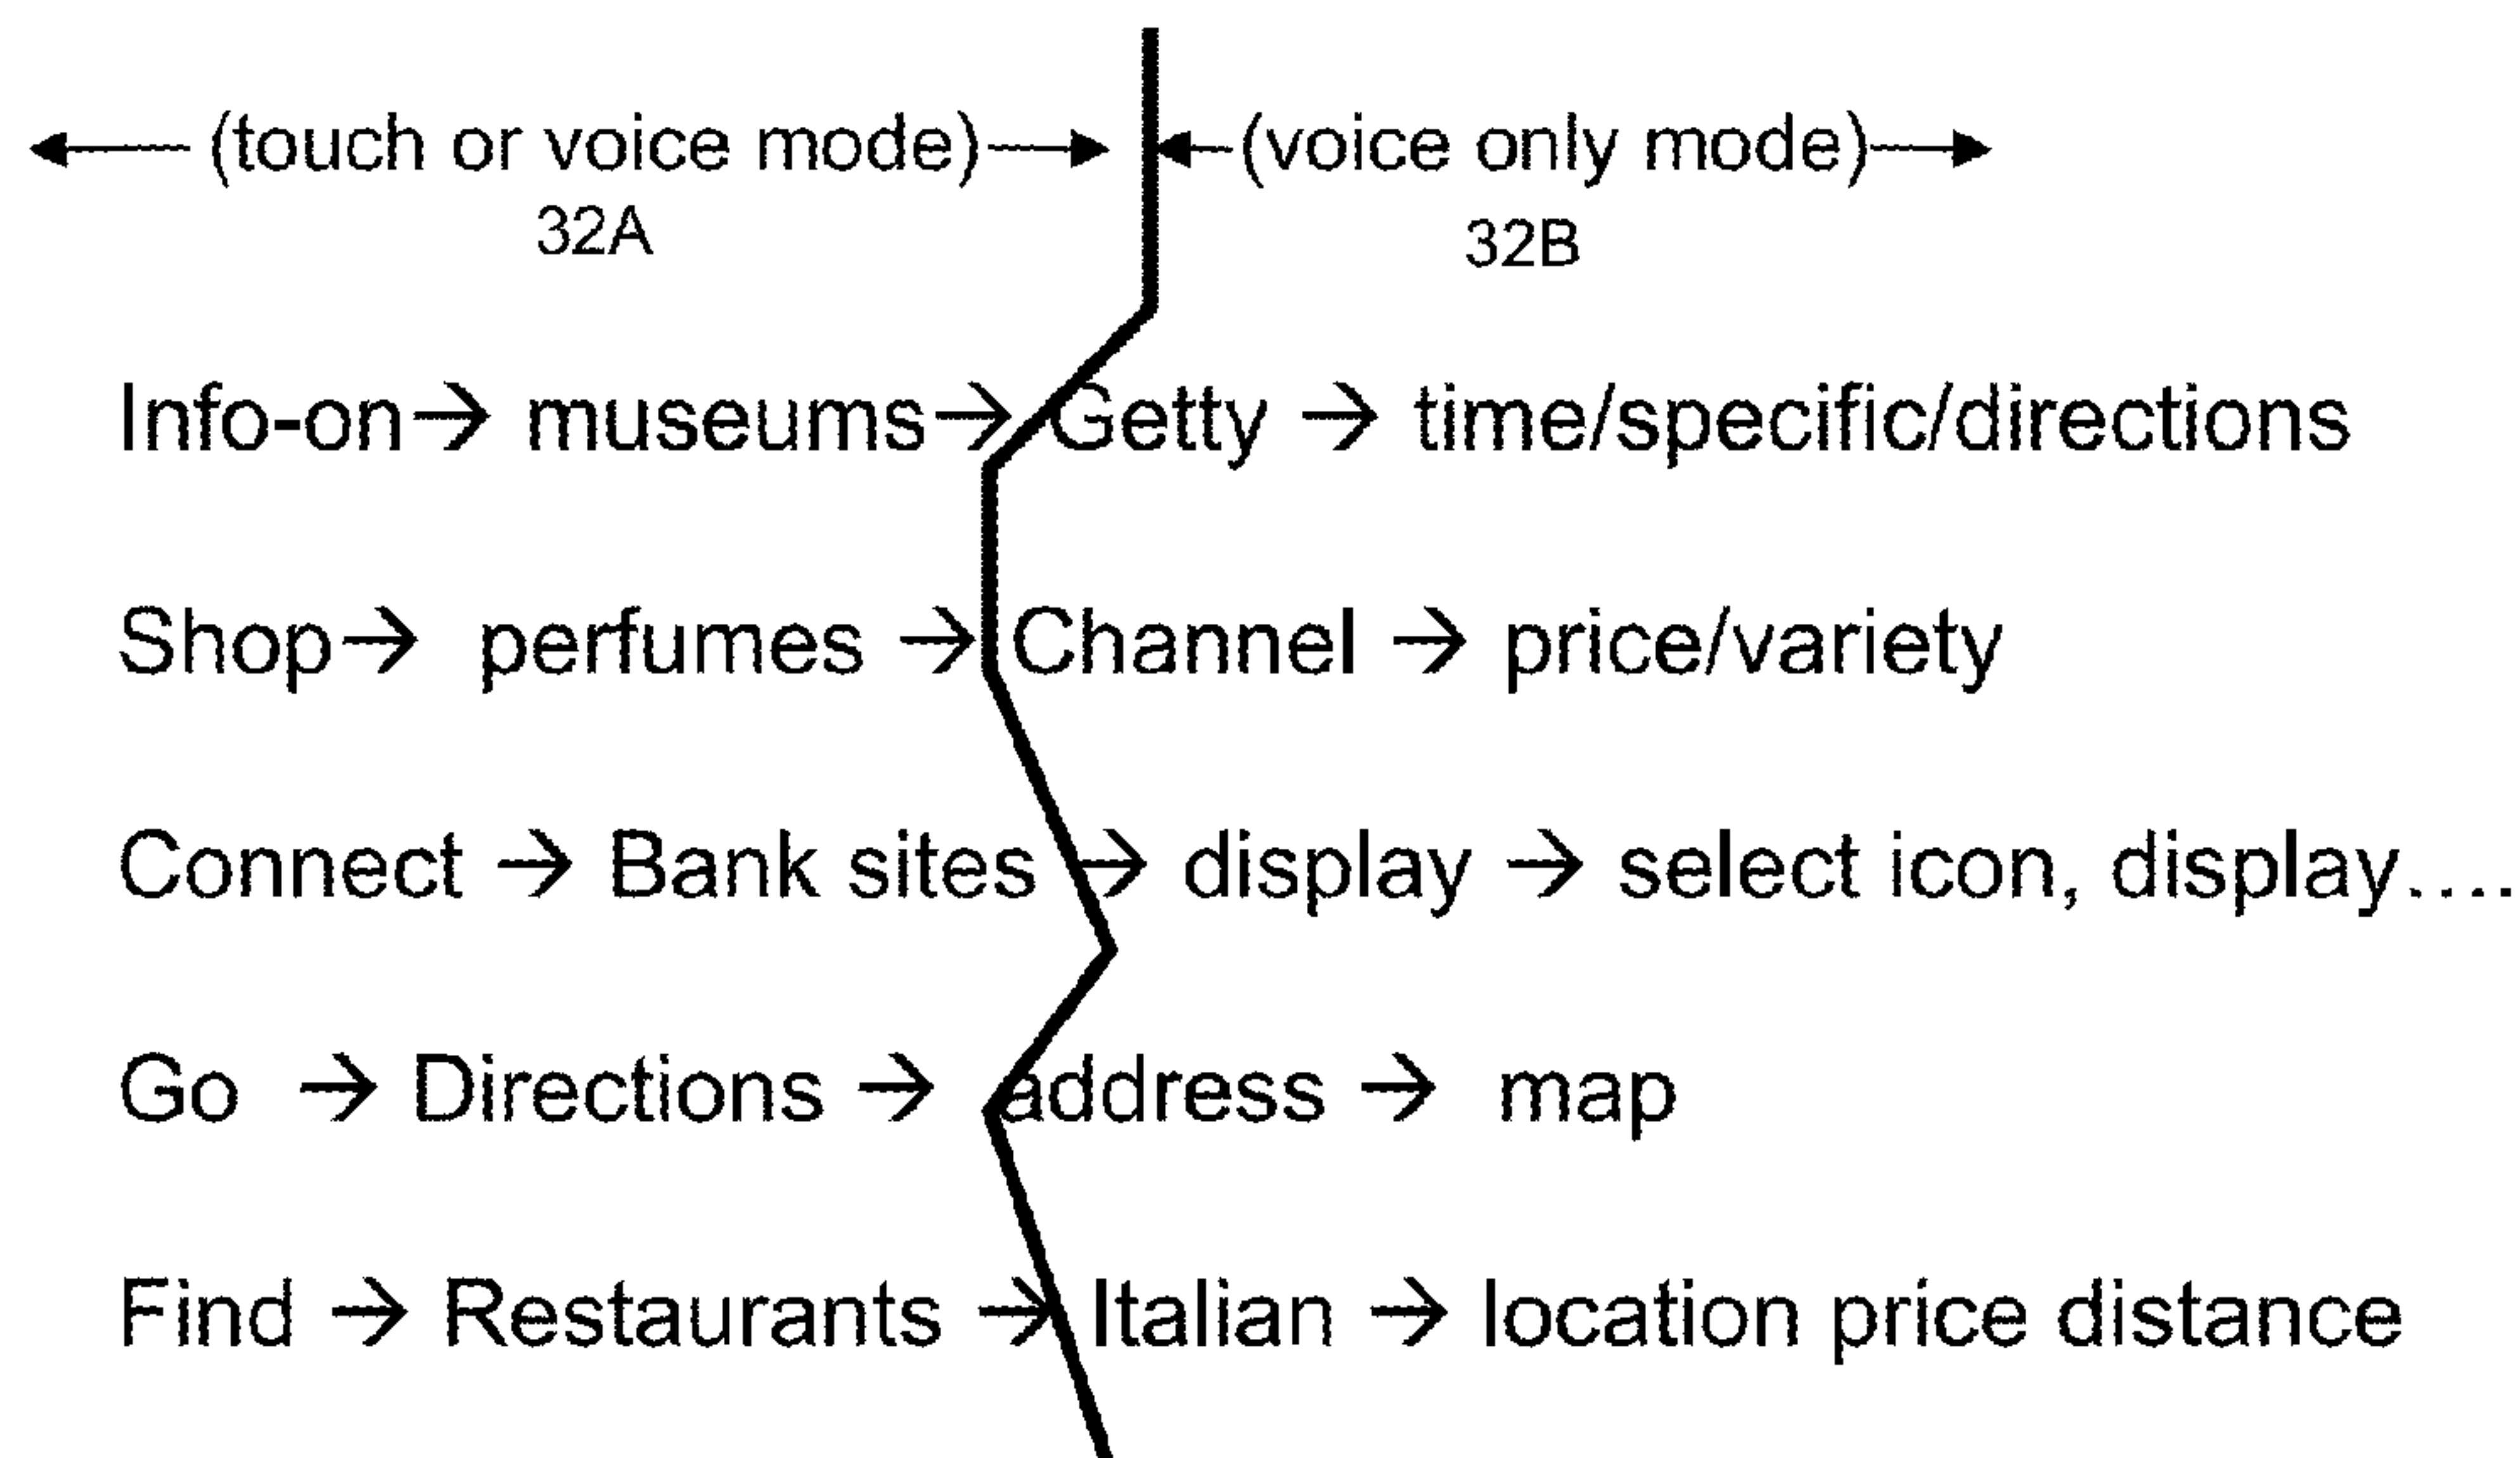 (touch or voice mode) (voice only mode)
32A 32B
Info-on→ museums→ Getty → time/specific/directions
Shop→ perfumes → Channel → price/variety
Connect → Bank sites → display → select icon, display....
Go → Directions → address → map
Find → Restaurants → Italian → location price distance